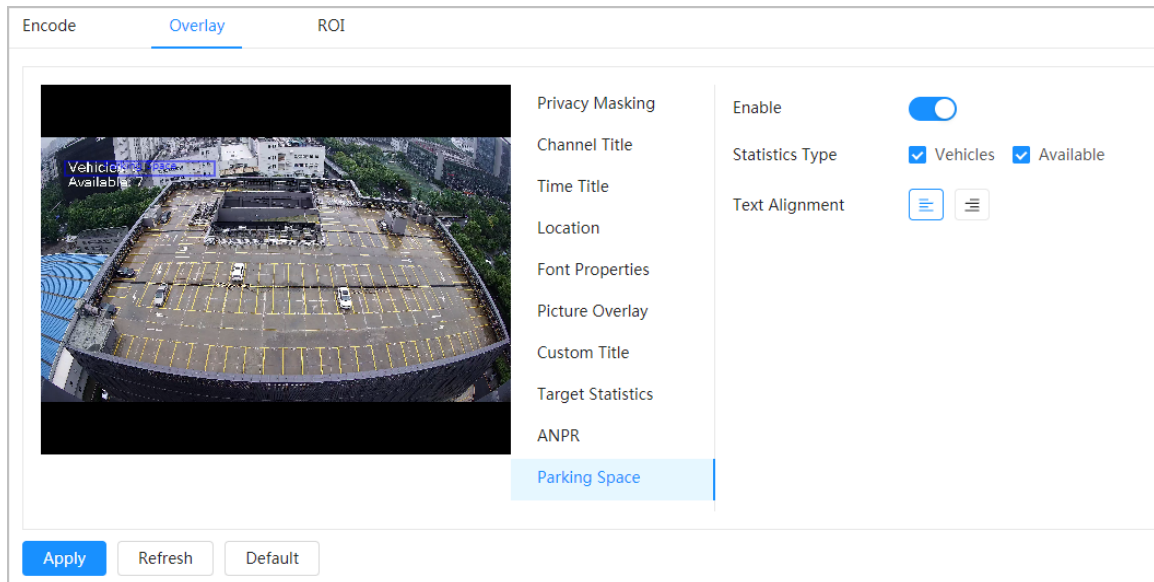 Encode Overlay ROI
Vehicles
Available: 7
Privacy Masking
Channel Title
Time Title
Location
Font Properties
Picture Overlay
Custom Title
Target Statistics
ANPR
Parking Space
Enable
Statistics Type Vehicles Available
Text Alignment
Apply Refresh Default